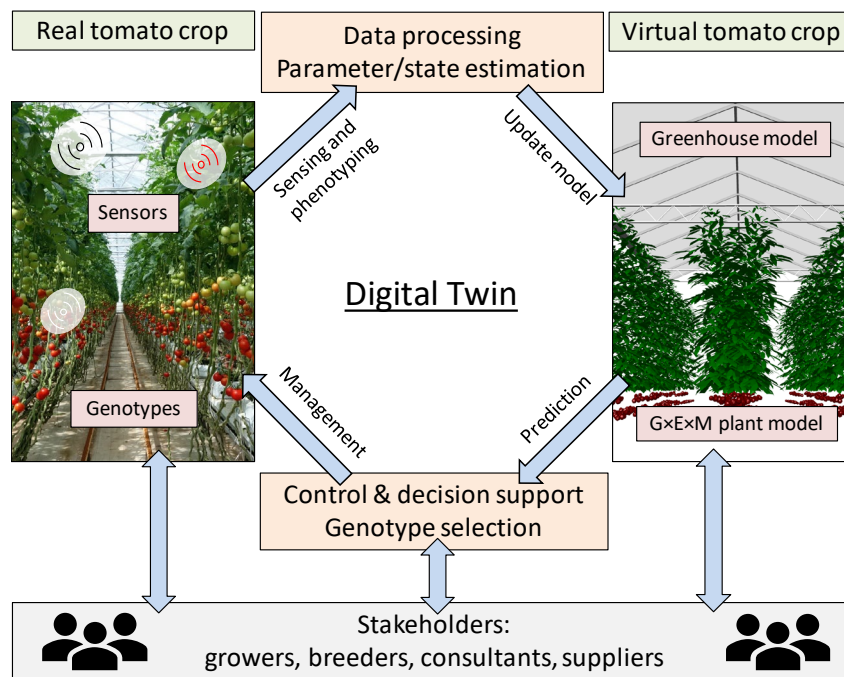 Real tomato crop
Data processing
Parameter/state estimation
Virtual tomato crop
Sensing and
phenotyping
Update model
Greenhouse model
Sensors
Digital Twin
Genotypes
Management
Prediction
G×E×M plant model
Control & decision support
Genotype selection
Stakeholders:
growers, breeders, consultants, suppliers